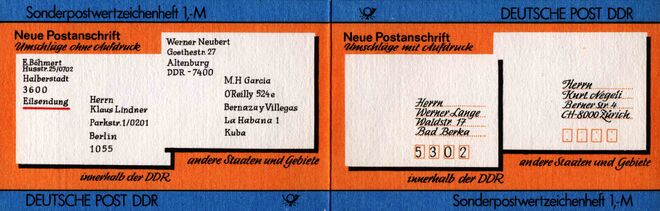 Sonderpostwertzeichenheft 1,-M
Neue Postanschrift
Umschläge ohne Aufdruck
E.Böhmert
Husstr.25/0702
Halberstadt
3600
Eilsendung
Herrn
Klaus Lindner
Parkstr.1/0201
Berlin
1055
Werner Neubert
Goethestr. 27
Altenburg
DDR-7400
M.H Garcia
O'Reilly 524e
Bernaza y Villegas
La Habana 1
Kuba
andere Staaten und Gebiete
innerhalb der DDR
DEUTSCHE POST DDR
DEUTSCHE POST DDR
Neue Postanschrift
Umschläge mit Aufdruck
Herrn
Werner Lange
Waldstr. 17
Bad Berka
5302
Herrn
Kurt Negeli
Berner Str. 4
CH-8000 Zürich
andere Staaten und Gebiete
innerhalb der DDR
Sonderpostwertzeichenheft 1,-M